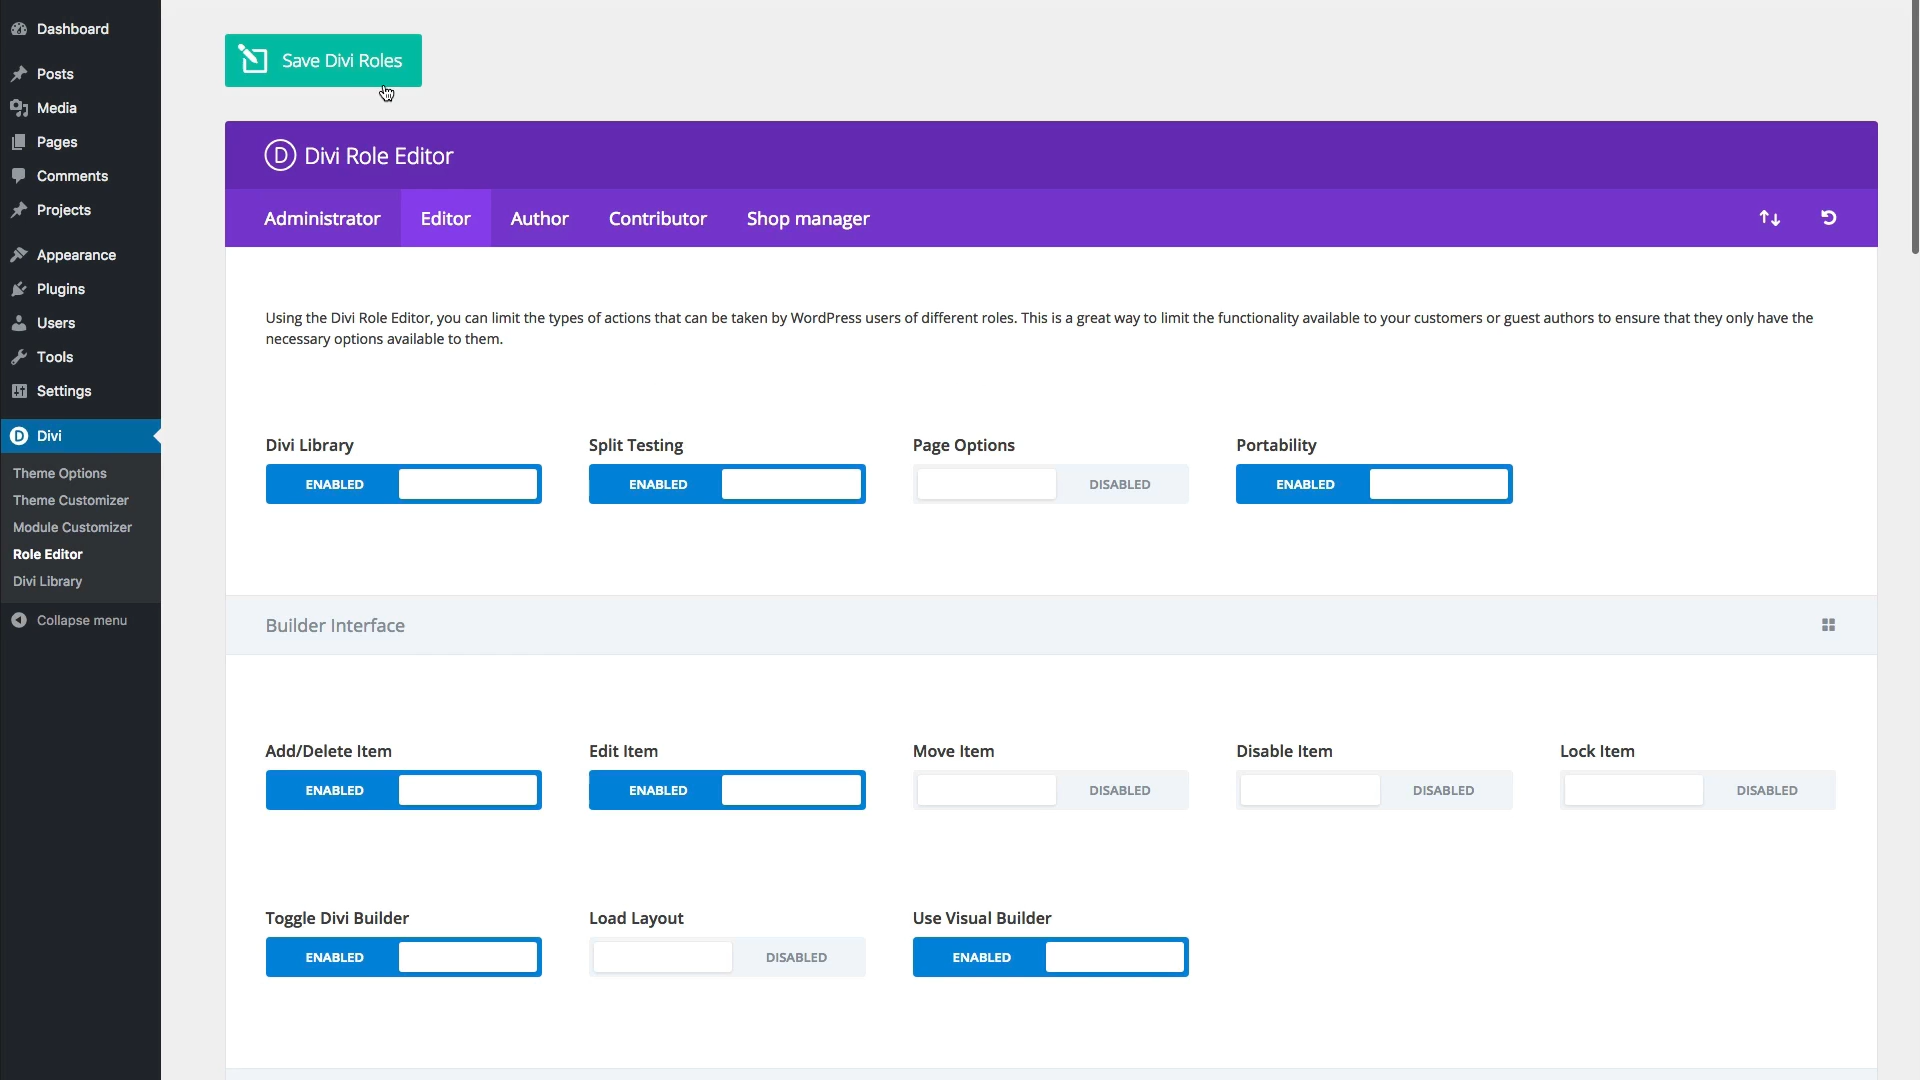 Dashboard
Posts
Media
Pages
Comments
Projects
Appearance
Plugins
Users
Tools
Settings
D Divi
Theme Options
Theme Customizer
Module Customizer
Role Editor
Divi Library
Collapse menu
Save Divi Roles
D Divi Role Editor
Administrator Editor Author Contributor Shop manager
Using the Divi Role Editor, you can limit the types of actions that can be taken by WordPress users of different roles. This is a great way to limit the functionality available to your customers or guest authors to ensure that they only have the
necessary options available to them.
Divi Library Split Testing Page Options Portability
ENABLED ENABLED DISABLED ENABLED
Builder Interface
Add/Delete Item Edit Item Move Item Disable Item Lock Item
ENABLED ENABLED DISABLED DISABLED DISABLED
Toggle Divi Builder Load Layout Use Visual Builder
ENABLED DISABLED ENABLED